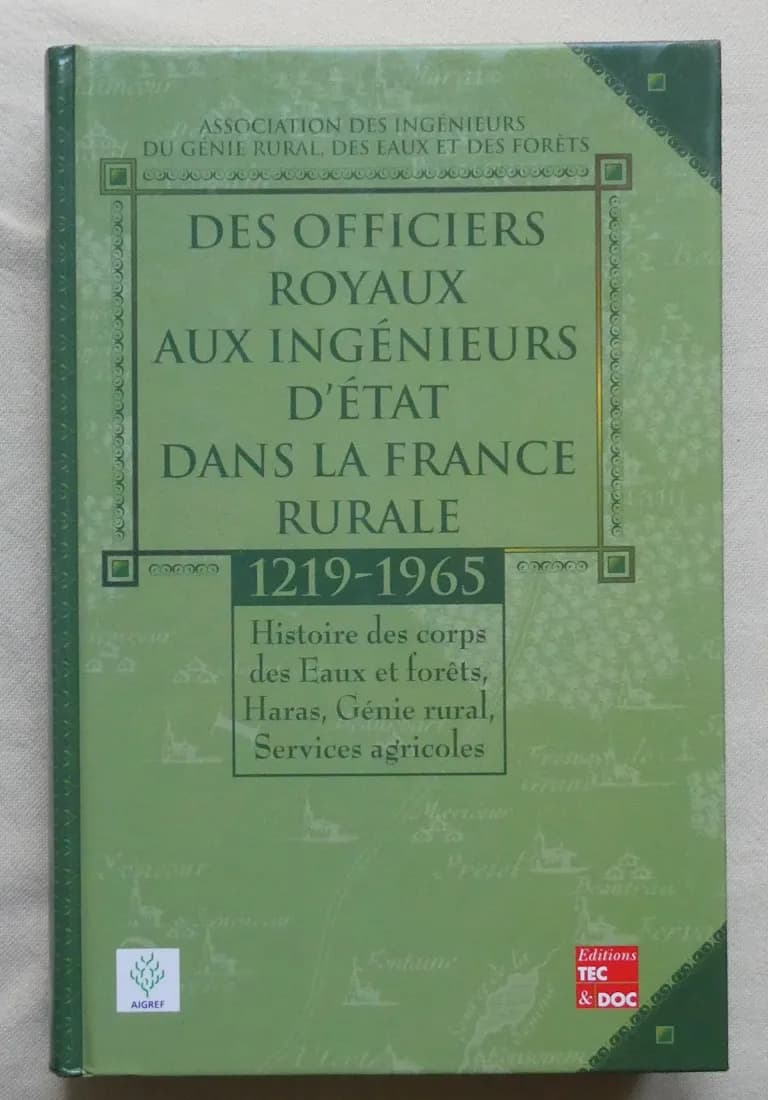 ASSOCIATION DES INGÉNIEURS
DU GÉNIE RURAL, DES EAUX ET DES FORÊTS
DES OFFICIERS
ROYAUX
AUX INGÉNIEURS
D'ÉTAT
DANS LA FRANCE
RURALE
1219-1965
Histoire des corps
des Eaux et forêts,
Haras, Génie rural,
Services agricoles
Fontaine
AIGREF
Editions
TEC
& DOC